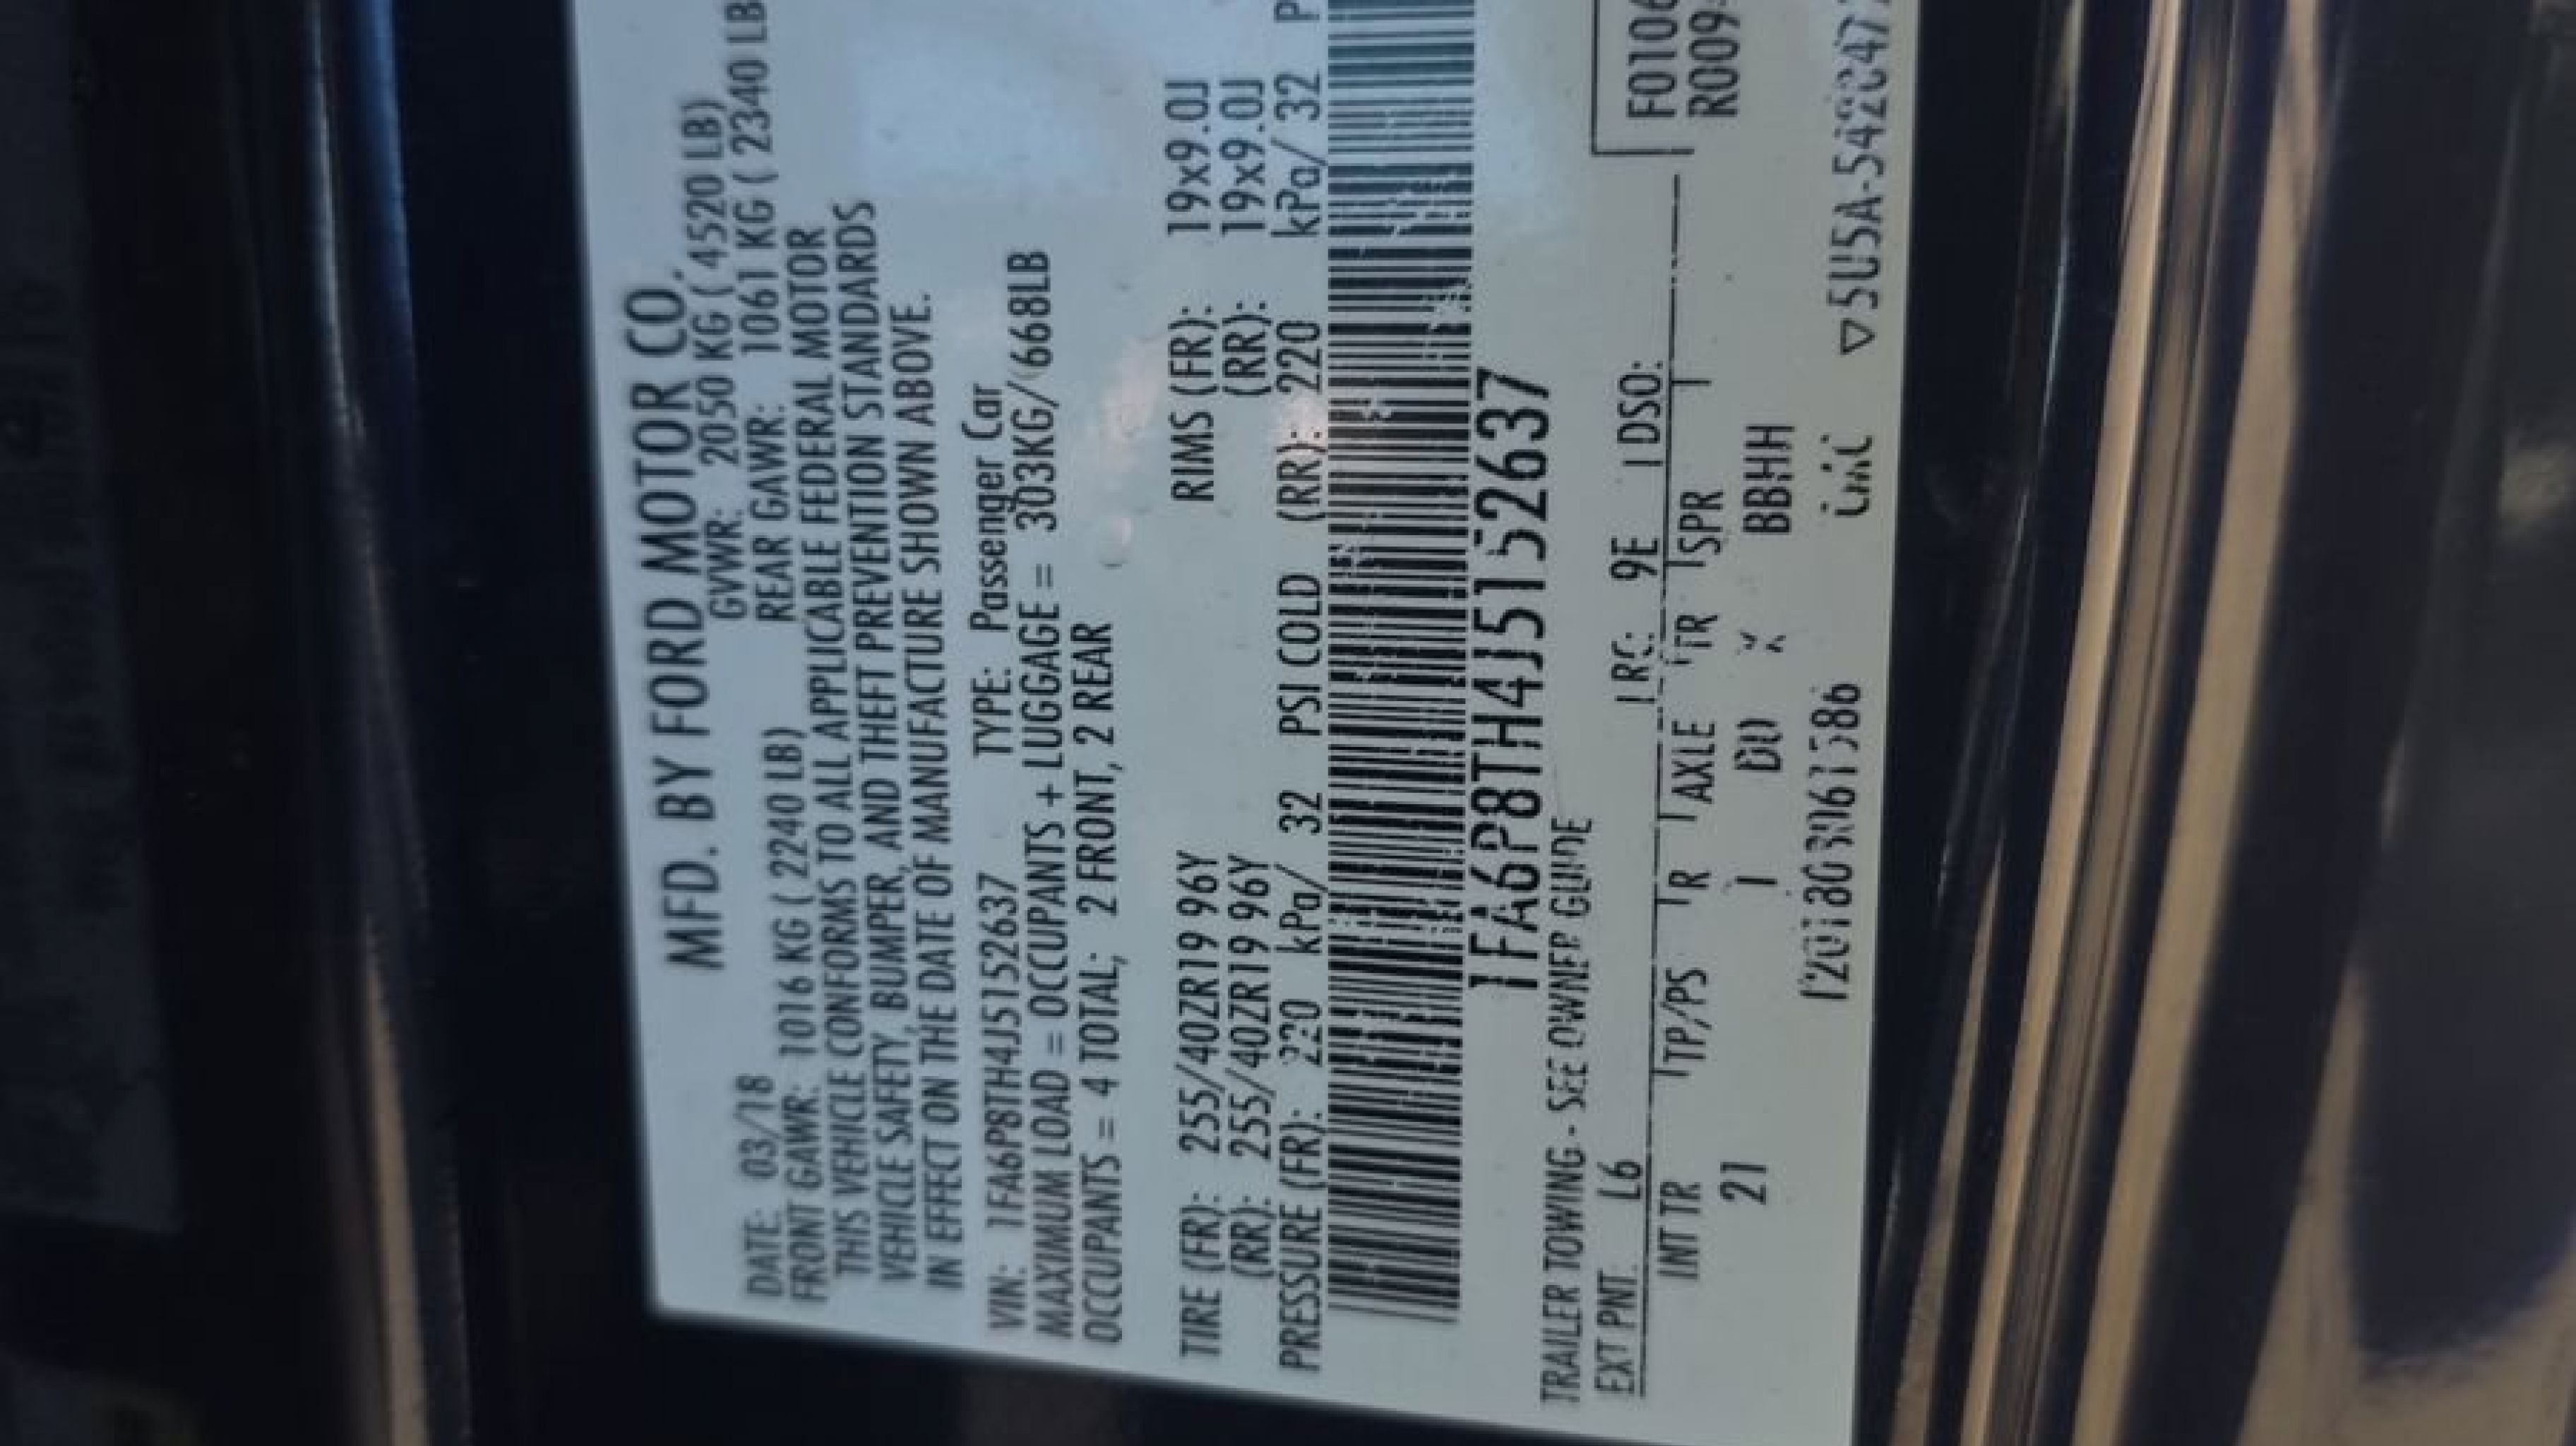 MFD. BY FORD MOTOR CO.
DATE: 03/18 GVWR: 2050 KG ( 4520 LB)
FRONT GAWR: 1016 KG ( 2240 LB) REAR GAWR: 1061 KG ( 2340 LB
THIS VEHICLE CONFORMS TO ALL APPLICABLE FEDERAL MOTOR
VEHICLE SAFETY, BUMPER, AND THEFT PREVENTION STANDARDS
IN EFFECT ON THE DATE OF MANUFACTURE SHOWN ABOVE.
VIN: 1FA6P8TH4J5152637 TYPE: Passenger Car
MAXIMUM LOAD = OCCUPANTS + LUGGAGE = 303KG/ 668LB
OCCUPANTS = 4 TOTAL; 2 FRONT, 2 REAR
TIRE (FR): 255/40ZR19 96Y RIMS (FR): 19x9.0J
(RR): 255/40ZR19 96Y (RR): 19x9.0J
PRESSURE (FR): 220 kPa/ 32 PSI COLD (RR): 220 kPa/ 32 P
1FA6P8TH4J5152637
TRAILER TOWING - SEE OWNER GUIDE
EXT PNT: L6 RC: 9E DSO: F0106
INT TR TP/PS R AXLE TR SPR R009
21 I DD X BBHH
▽5U5A-